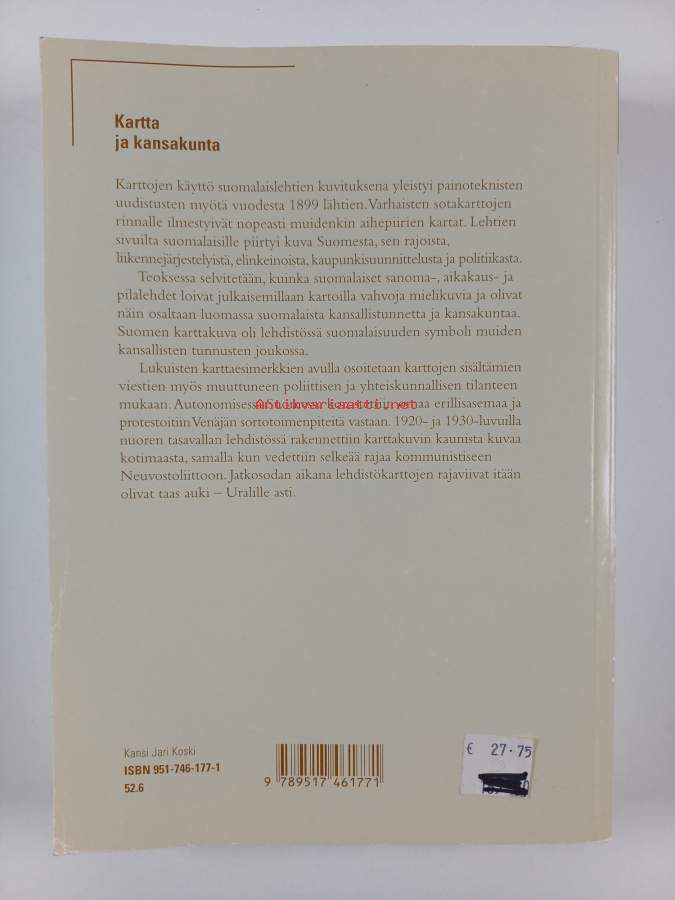 Kartta
ja kansakunta
Karttojen käyttö suomalaislehtien kuvituksena yleistyi painoteknisten
uudistusten myötä vuodesta 1899 lähtien. Varhaisten sotakarttojen
rinnalle ilmestyivät nopeasti muidenkin aihepiirien kartat. Lehtien
sivuilta suomalaisille piirtyi kuva Suomesta, sen rajoista,
liikennejärjestelyistä, elinkeinoista, kaupunkisuunnittelusta ja politiikasta.
Teoksessa selvitetään, kuinka suomalaiset sanoma-, aikakaus- ja
pilalehdet loivat julkaisemillaan kartoilla vahvoja mielikuvia ja olivat
näin osaltaan luomassa suomalaista kansallistunnetta ja kansakuntaa.
Suomen karttakuva oli lehdistössä suomalaisuuden symboli muiden
kansallisten tunnusten joukossa.
Lukuisten karttaesimerkkien avulla osoitetaan karttojen sisältämien
viestien myös muuttuneen poliittisen ja yhteiskunnallisen tilanteen
mukaan. Autonomisessa Suomessa omaa erillisasemaa ja
Antikvariaatti.net
protestoitiin Venäjän sortotoimenpiteitä vastaan. 1920- ja 1930-luvuilla
nuoren tasavallan lehdistössä rakennettiin karttakuvin kaunista kuvaa
kotimaasta, samalla kun vedettiin selkeää rajaa kommunistiseen
Neuvostoliittoon. Jatkosodan aikana lehdistökarttojen rajaviivat itään
olivat taas auki – Uralille asti.
Kansi Jari Koski
ISBN 951-746-177-1
52.6
9 789517 461771
€ 27.75